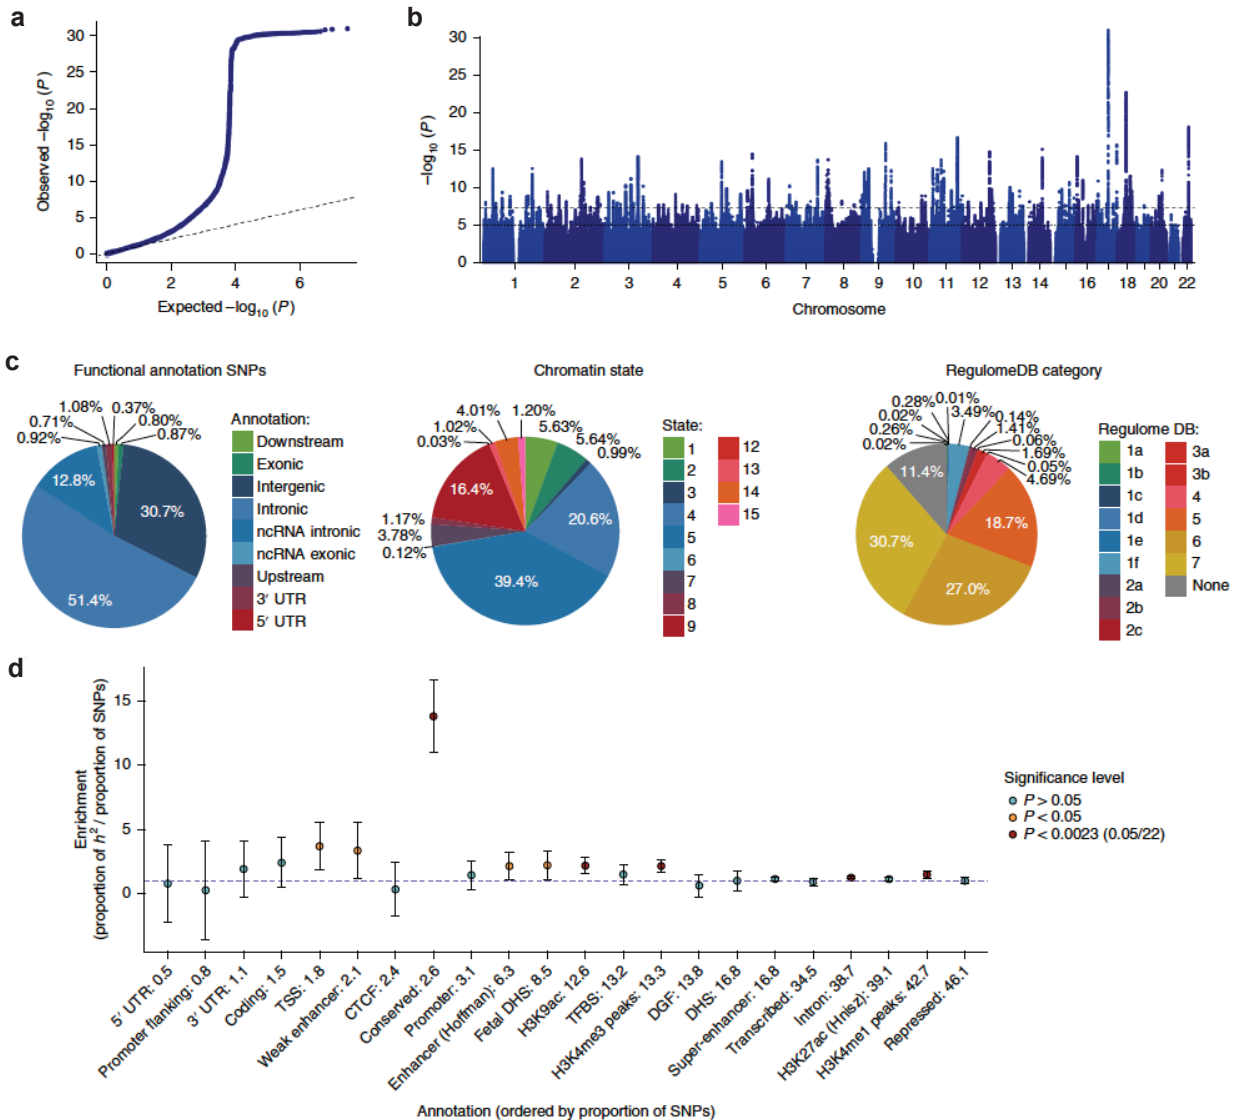 a
30
25
20
15
10
5
0
Observed –log10 (P)
0
2
4
6
Expected –log10 (P)
b
30
25
20
15
10
5
0
–log10 (P)
1
2
3
4
5
6
7
8
9
10
11
12
13
14
16
18
20
22
Chromosome
c
Functional annotation SNPs
1.08%
0.37%
0.71%
0.80%
0.92%
0.87%
12.8%
30.7%
51.4%
Annotation:
Downstream
Exonic
Intergenic
Intronic
ncRNA intronic
ncRNA exonic
Upstream
3′ UTR
5′ UTR
Chromatin state
4.01%
1.20%
1.02%
5.63%
0.03%
5.64%
0.99%
16.4%
20.6%
1.17%
3.78%
0.12%
39.4%
State:
1
2
3
4
5
6
7
8
9
12
13
14
15
RegulomeDB category
0.28%
0.01%
0.02%
3.49%
0.14%
0.26%
1.41%
0.02%
0.06%
1.69%
0.05%
4.69%
11.4%
18.7%
30.7%
27.0%
Regulome DB:
1a
1b
1c
1d
1e
1f
2a
2b
2c
3a
3b
4
5
6
7
None
d
15
10
5
0
Enrichment
(proportion of h² / proportion of SNPs)
Significance level
P > 0.05
P < 0.05
P < 0.0023 (0.05/22)
5′ UTR: 0.5
Promoter flanking: 0.8
3′ UTR: 1.1
Coding: 1.5
TSS: 1.8
Weak enhancer: 2.1
CTCF: 2.4
Conserved: 2.6
Promoter: 3.1
Enhancer (Hoffman): 6.3
Fetal DHS: 8.5
H3K9ac: 12.6
TFBS: 13.2
H3K4me3 peaks: 13.3
DGF: 13.8
DHS: 16.8
Super-enhancer: 16.8
Transcribed: 34.5
Intron: 38.7
H3K27ac (Hnisz): 39.1
H3K4me1 peaks: 42.7
Repressed: 46.1
Annotation (ordered by proportion of SNPs)